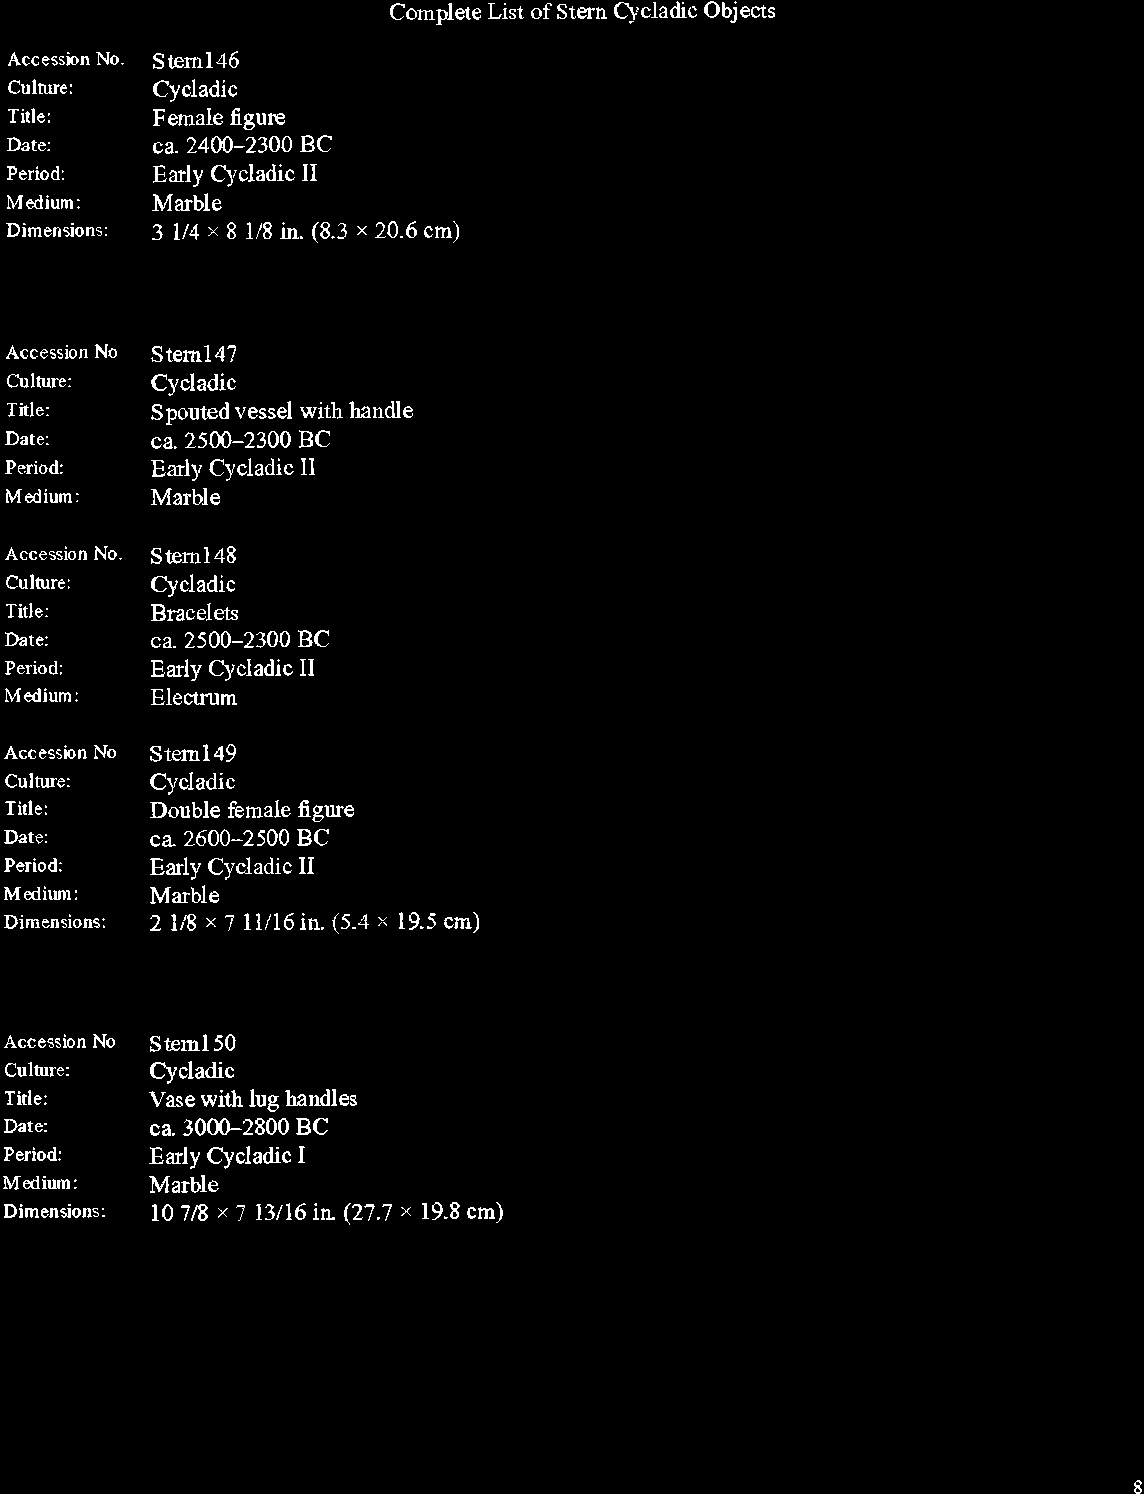 Complete List of Stern Cycladic Objects
Accession No. Stern146
Culture: Cycladic
Title: Female figure
Date: ca. 2400–2300 BC
Period: Early Cycladic II
Medium: Marble
Dimensions: 3 1/4 × 8 1/8 in. (8.3 × 20.6 cm)
Accession No Stern147
Culture: Cycladic
Title: Spouted vessel with handle
Date: ca. 2500–2300 BC
Period: Early Cycladic II
Medium: Marble
Accession No. Stern148
Culture: Cycladic
Title: Bracelets
Date: ca. 2500–2300 BC
Period: Early Cycladic II
Medium: Electrum
Accession No Stern149
Culture: Cycladic
Title: Double female figure
Date: ca. 2600–2500 BC
Period: Early Cycladic II
Medium: Marble
Dimensions: 2 1/8 × 7 11/16 in. (5.4 × 19.5 cm)
Accession No Stern150
Culture: Cycladic
Title: Vase with lug handles
Date: ca. 3000–2800 BC
Period: Early Cycladic I
Medium: Marble
Dimensions: 10 7/8 × 7 13/16 in. (27.7 × 19.8 cm)
8